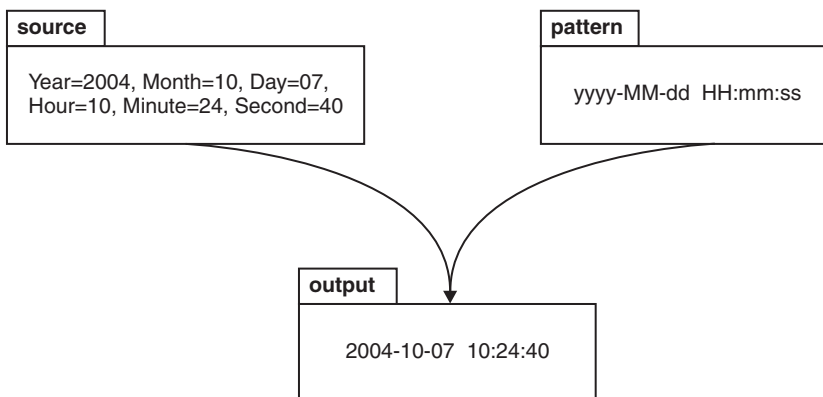 source
Year=2004, Month=10, Day=07,
Hour=10, Minute=24, Second=40
pattern
yyyy-MM-dd HH:mm:ss
output
2004-10-07 10:24:40